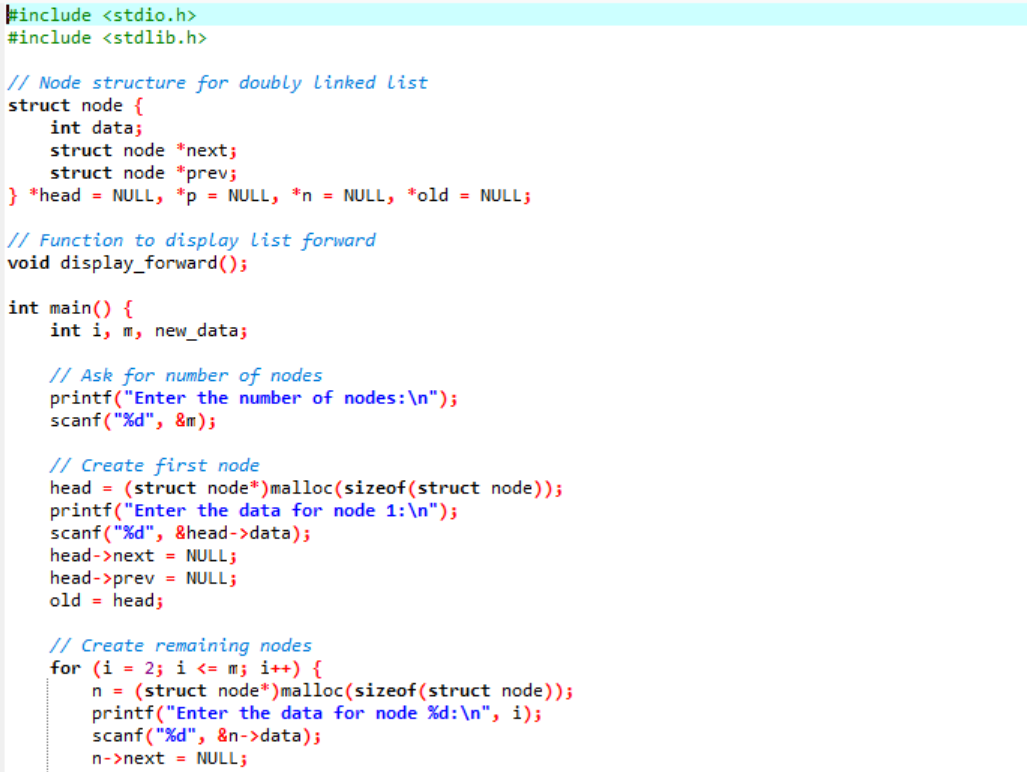 #include <stdio.h>
#include <stdlib.h>
// Node structure for doubly linked list
struct node {
    int data;
    struct node *next;
    struct node *prev;
} *head = NULL, *p = NULL, *n = NULL, *old = NULL;
// Function to display list forward
void display_forward();
int main() {
    int i, m, new_data;
    // Ask for number of nodes
    printf("Enter the number of nodes:\n");
    scanf("%d", &m);
    // Create first node
    head = (struct node*)malloc(sizeof(struct node));
    printf("Enter the data for node 1:\n");
    scanf("%d", &head->data);
    head->next = NULL;
    head->prev = NULL;
    old = head;
    // Create remaining nodes
    for (i = 2; i <= m; i++) {
        n = (struct node*)malloc(sizeof(struct node));
        printf("Enter the data for node %d:\n", i);
        scanf("%d", &n->data);
        n->next = NULL;